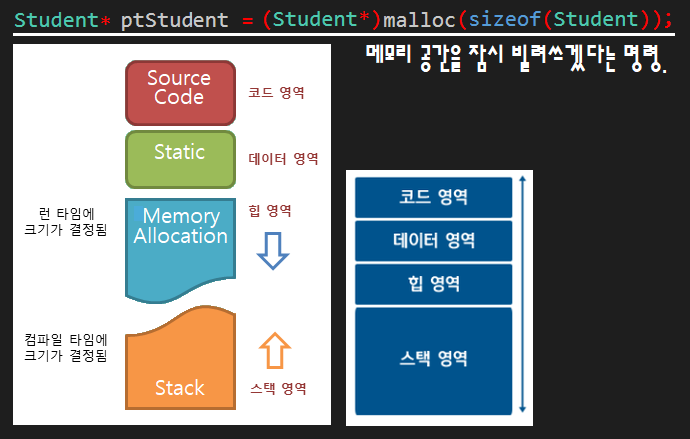 Student* ptStudent = (Student*)malloc(sizeof(Student));
메모리 공간을 잠시 빌려쓰겠다는 명령.
Source
Code
코드 영역
Static
데이터 영역
런 타임에
크기가 결정됨
Memory
Allocation
힙 영역
컴파일 타임에
크기가 결정됨
Stack
스택 영역
코드 영역
데이터 영역
힙 영역
스택 영역